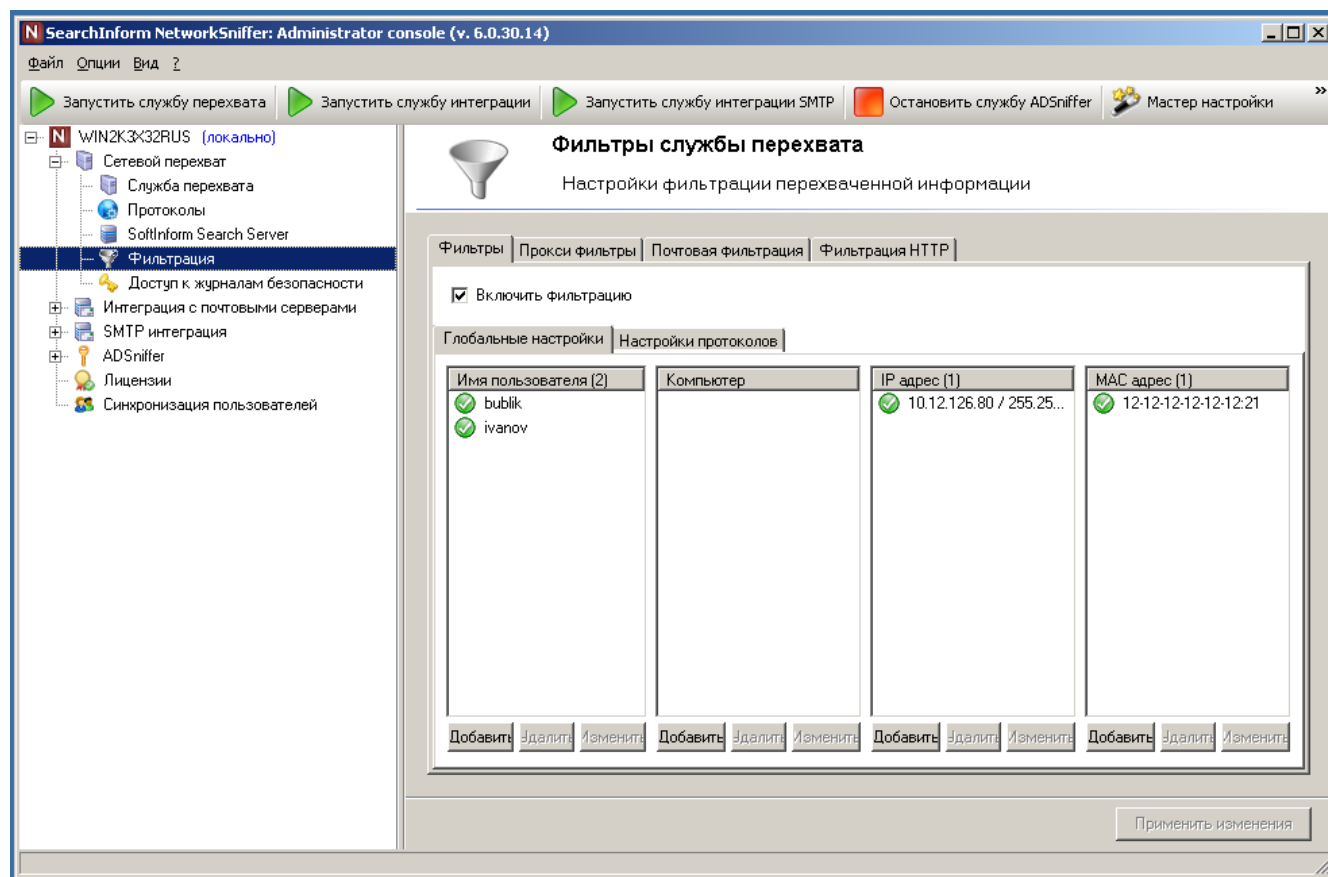 SearchInform NetworkSniffer: Administrator console (v. 6.0.30.14)
Файл Опции Вид ?
Запустить службу перехвата Запустить службу интеграции Запустить службу интеграции SMTP Остановить службу ADSniffer Мастер настройки »
WIN2K3X32RUS (локально)
Сетевой перехват
Служба перехвата
Протоколы
SoftInform Search Server
Фильтрация
Доступ к журналам безопасности
Интеграция с почтовыми серверами
SMTP интеграция
ADSniffer
Лицензии
Синхронизация пользователей
Фильтры службы перехвата
Настройки фильтрации перехваченной информации
Фильтры Прокси фильтры Почтовая фильтрация Фильтрация HTTP
Включить фильтрацию
Глобальные настройки Настройки протоколов
Имя пользователя (2) Компьютер IP адрес (1) MAC адрес (1)
bublik 10.12.126.80 / 255.25... 12-12-12-12-12-12:21
ivanov
Добавить Удалить Изменить Добавить Удалить Изменить Добавить Удалить Изменить Добавить Удалить Изменить
Применить изменения